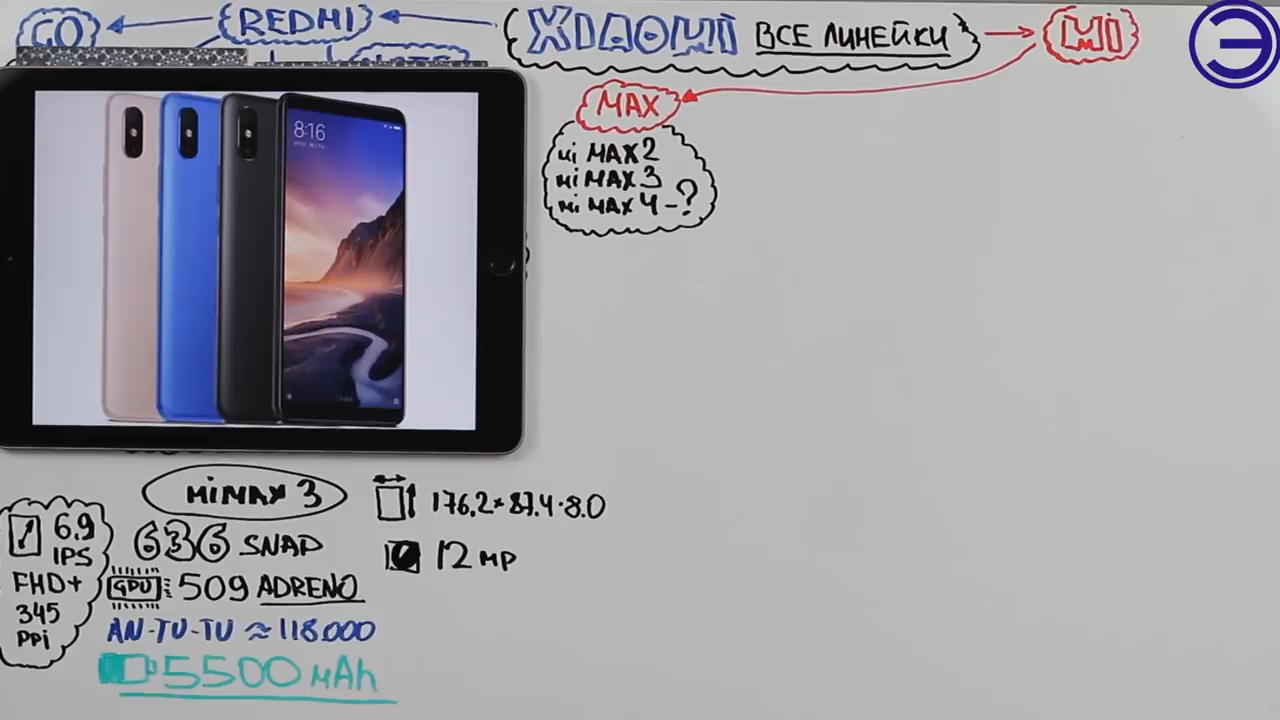 GO
REDMI
XIAOMI ВСЕ ЛИНЕЙКИ
Mi
Э
MAX
mi MAX 2
mi MAX 3
mi MAX 4 - ?
8:16
Mi MAX 3
176.2 × 87.4 · 8.0
6.9
IPS
FHD+
345
PPi
636 SNAP
12 MP
GPU 509 ADRENO
AN-TU-TU ≈ 118.000
5500 mAh